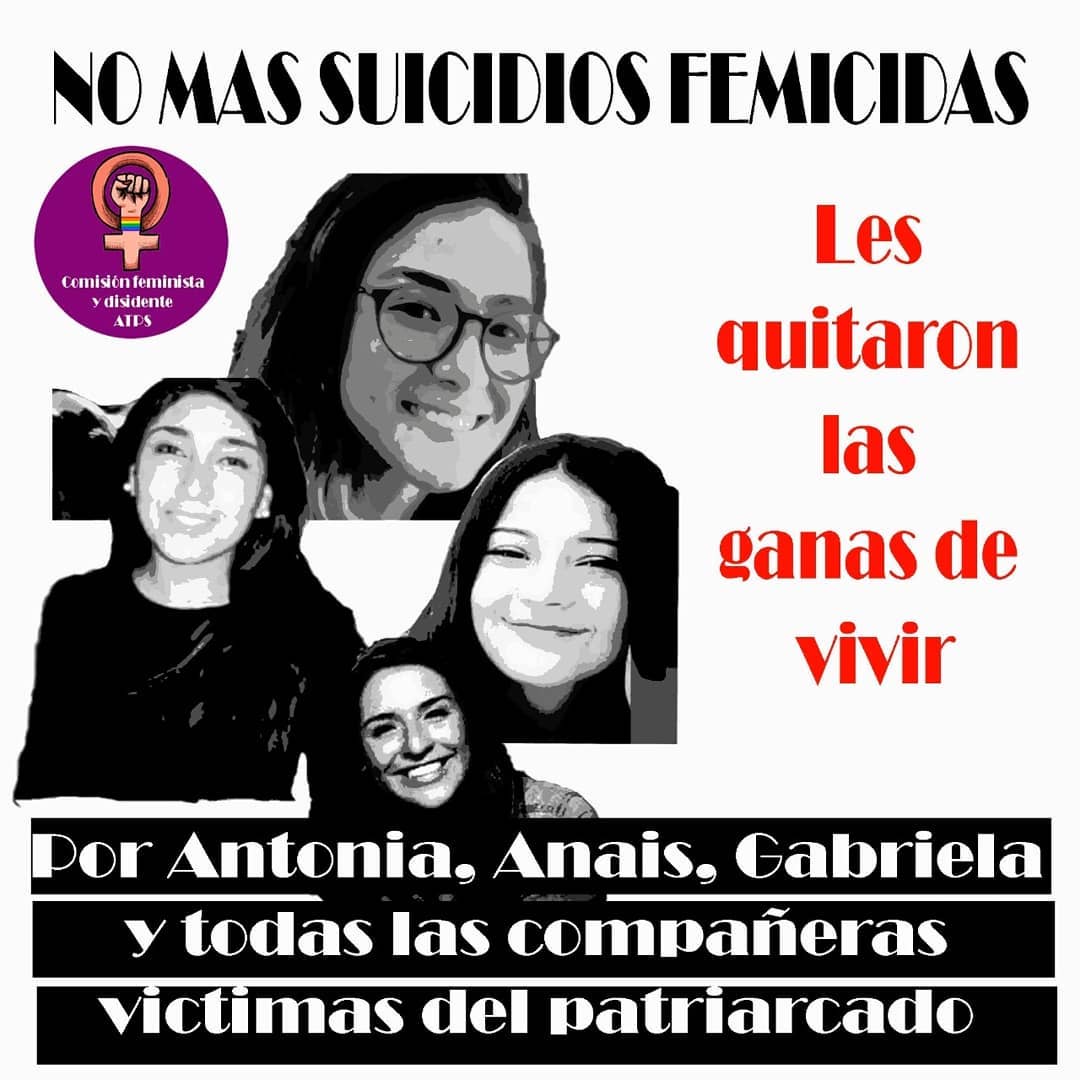 NO MAS SUICIDIOS FEMICIDAS
Comisión feminista
y disidente
ATPS
Les
quitaron
las
ganas de
vivir
Por Antonia, Anais, Gabriela
y todas las compañeras
victimas del patriarcado